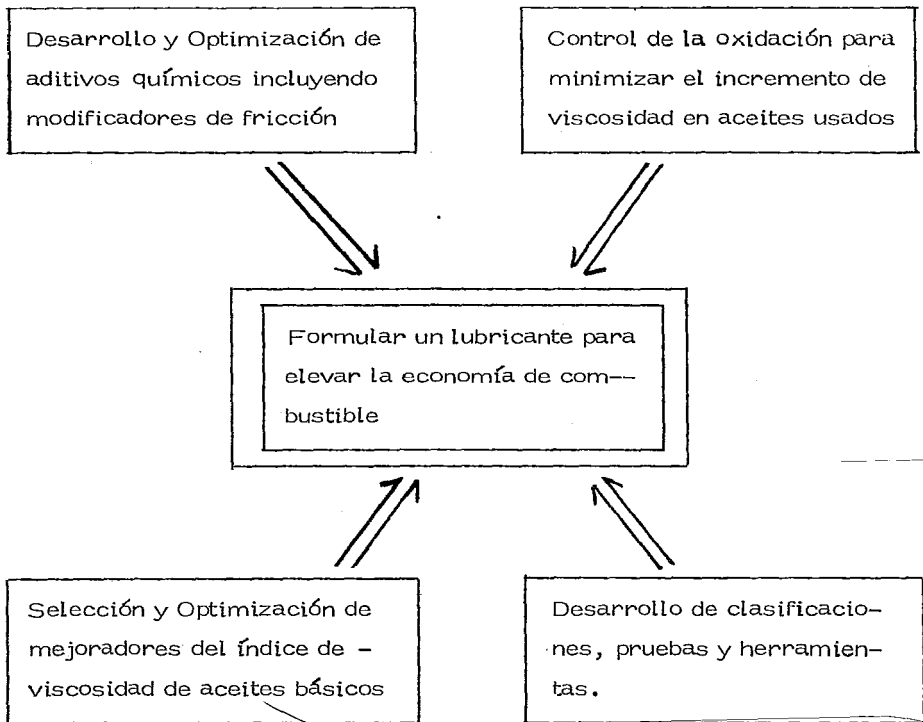 Desarrollo y Optimización de
aditivos químicos incluyendo
modificadores de fricción
Control de la oxidación para
minimizar el incremento de
viscosidad en aceites usados
Formular un lubricante para
elevar la economía de com--
bustible
Selección y Optimización de
mejoradores del índice de -
viscosidad de aceites básicos
Desarrollo de clasificacio-
nes, pruebas y herramien-
tas.